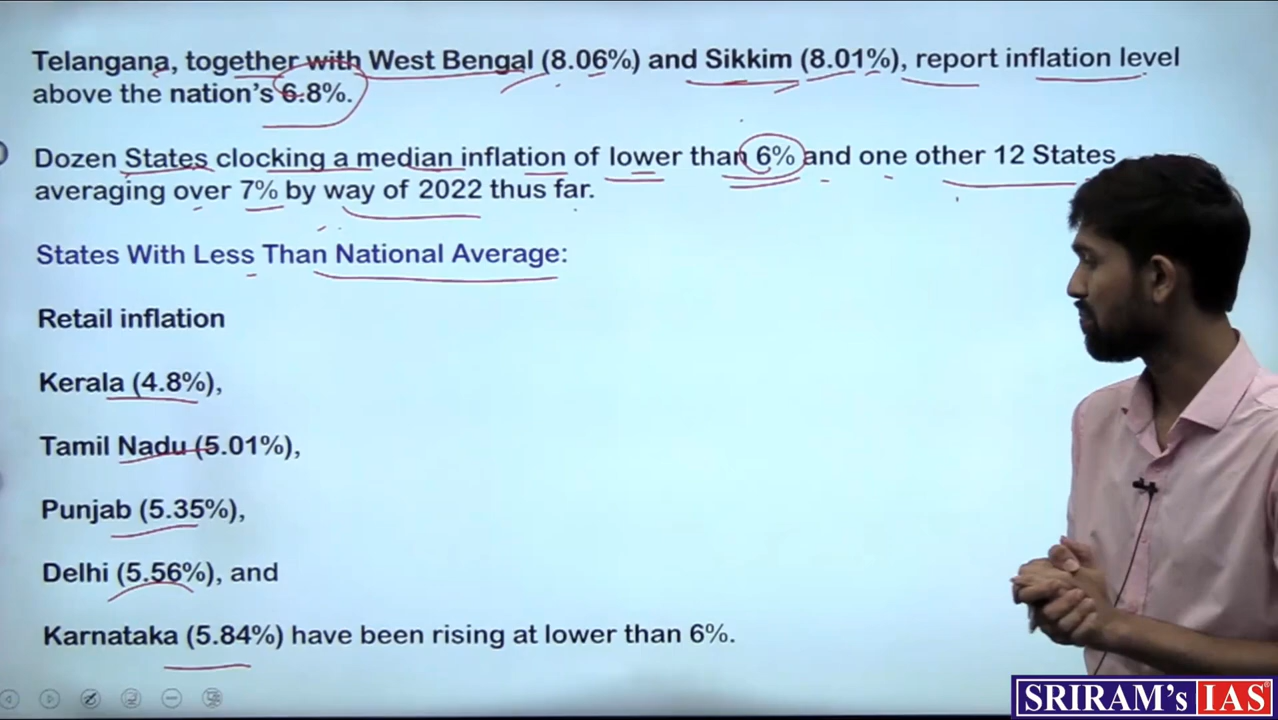 Telangana, together with West Bengal (8.06%) and Sikkim (8.01%), report inflation level
above the nation's 6.8%.
Dozen States clocking a median inflation of lower than 6% and one other 12 States
averaging over 7% by way of 2022 thus far.
States With Less Than National Average:
Retail inflation
Kerala (4.8%),
Tamil Nadu (5.01%),
Punjab (5.35%),
Delhi (5.56%), and
Karnataka (5.84%) have been rising at lower than 6%.
SRIRAM's IAS